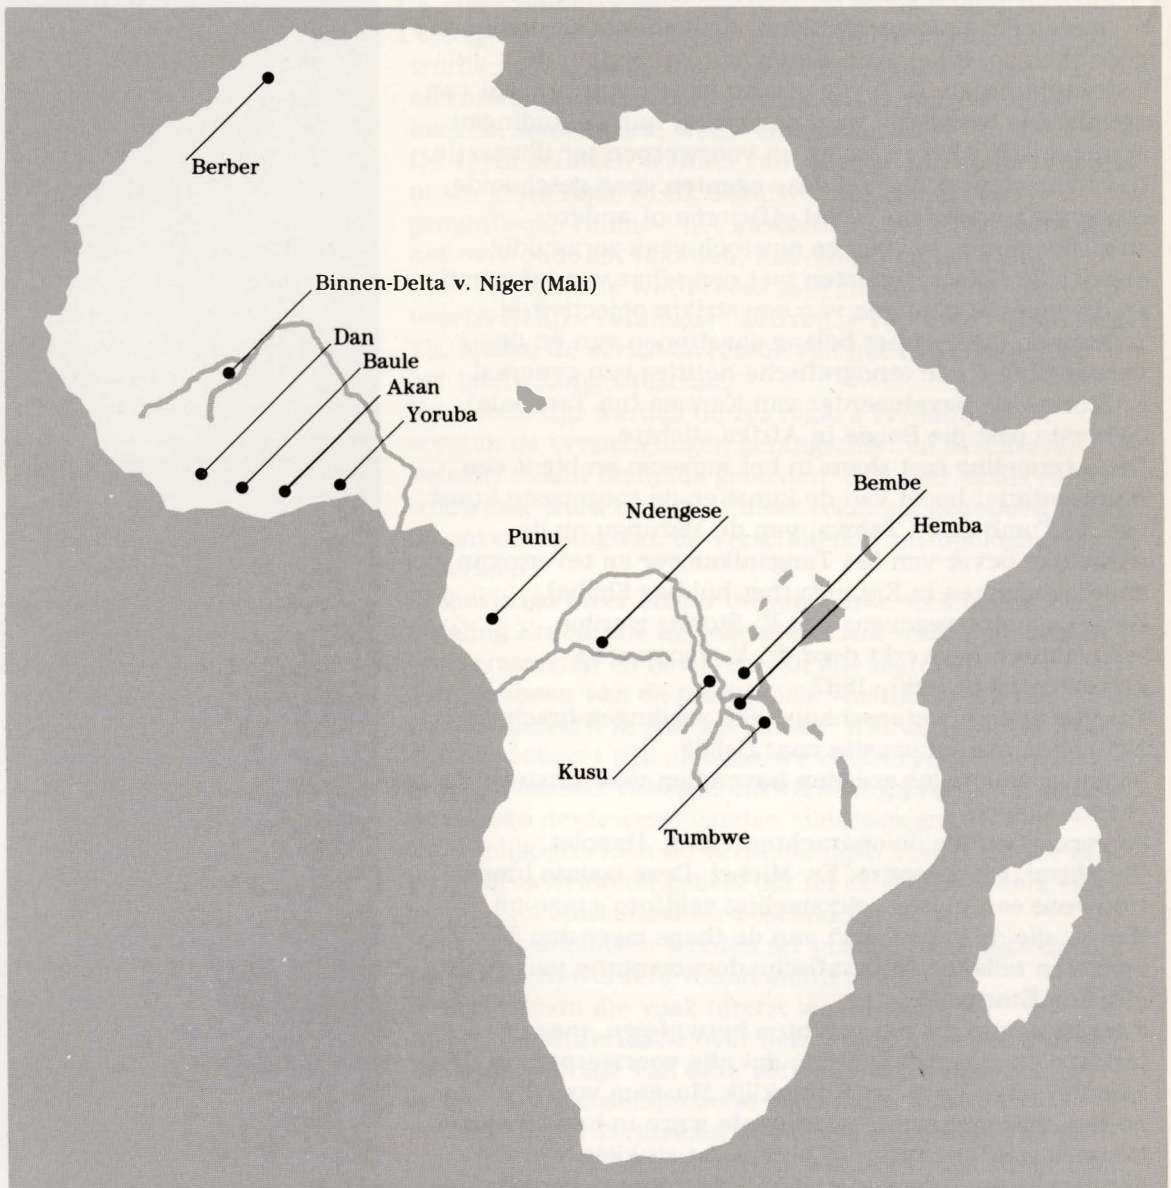 Berber
Binnen-Delta v. Niger (Mali)
Dan
Baule
Akan
Yoruba
Bembe
Ndengese
Hemba
Punu
Kusu
Tumbwe